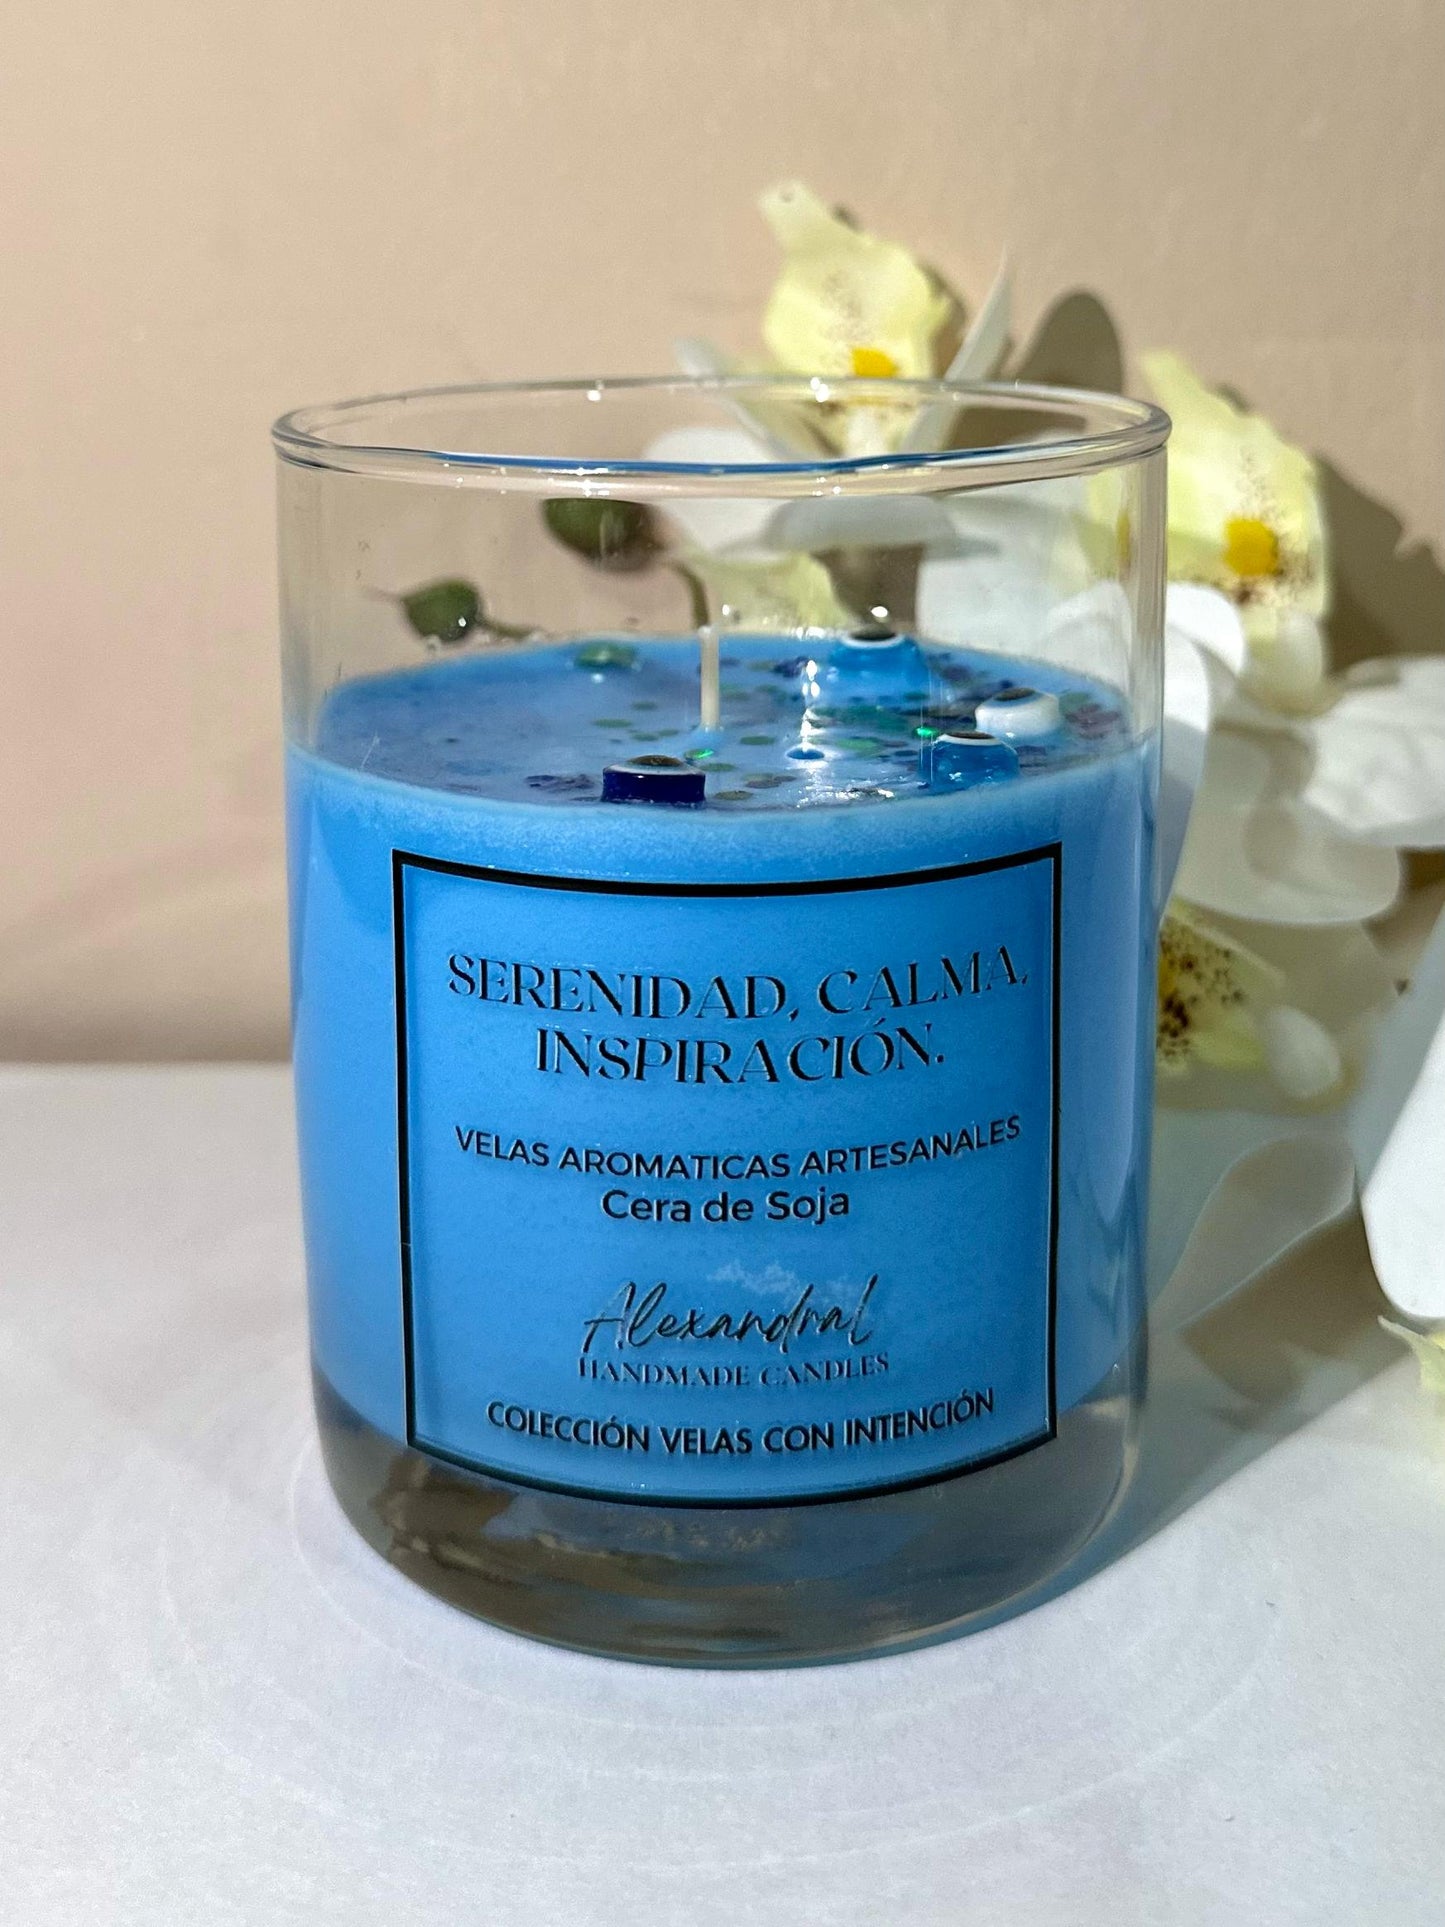 SERENIDAD, CALMA,
INSPIRACIÓN.
VELAS AROMATICAS ARTESANALES
Cera de Soja
Alexandral
HANDMADE CANDLES
COLECCIÓN VELAS CON INTENCIÓN